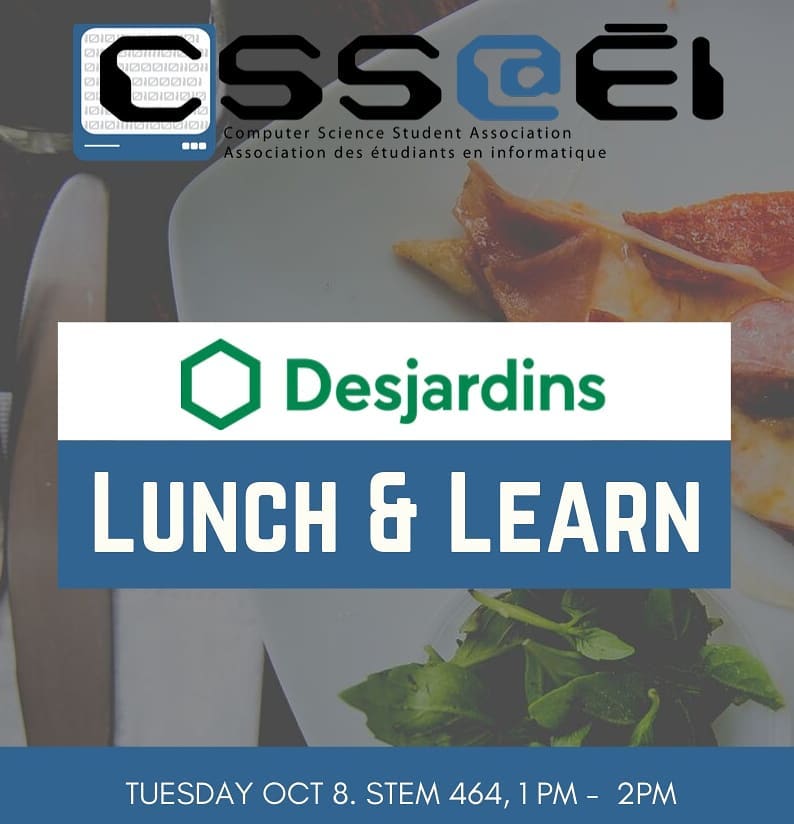 CSS@ÉI
Computer Science Student Association
Association des étudiants en informatique
Desjardins
LUNCH & LEARN
TUESDAY OCT 8. STEM 464, 1 PM - 2PM